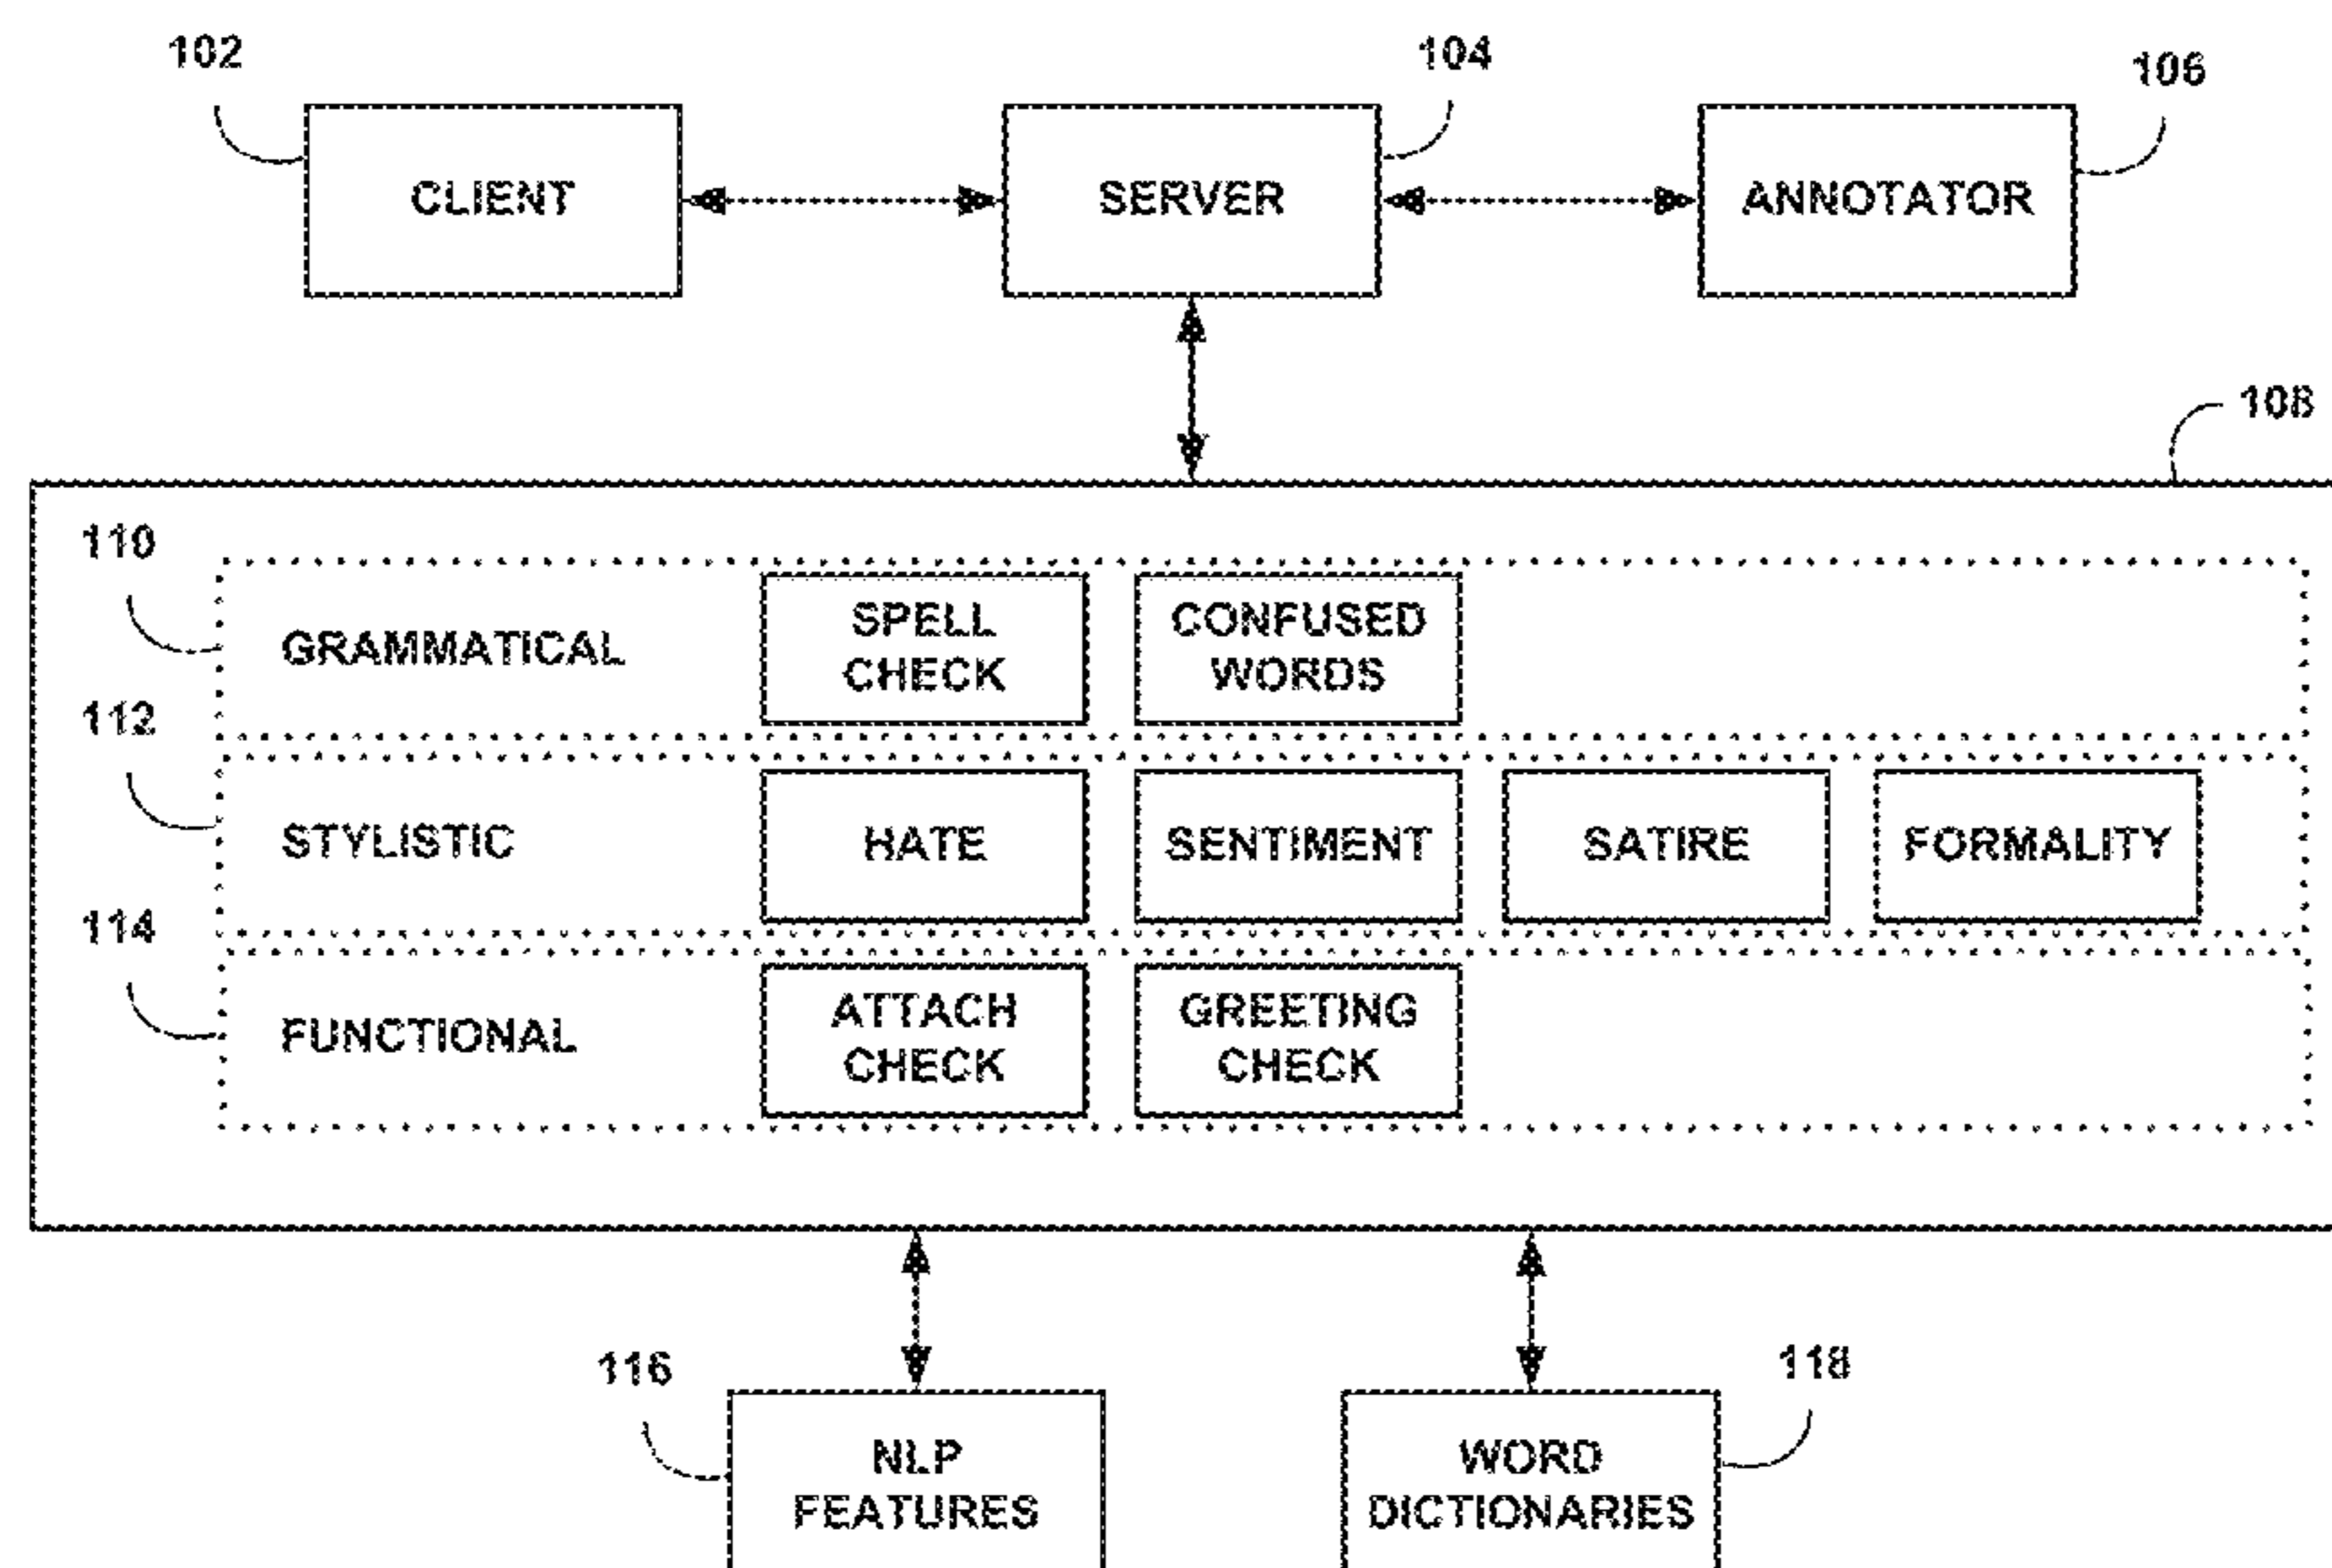 102
104
106
CLIENT
SERVER
ANNOTATOR
108
110
GRAMMATICAL
SPELL
CHECK
CONFUSED
WORDS
112
STYLISTIC
HATE
SENTIMENT
SATIRE
FORMALITY
114
FUNCTIONAL
ATTACH
CHECK
GREETING
CHECK
116
NLP
FEATURES
118
WORD
DICTIONARIES